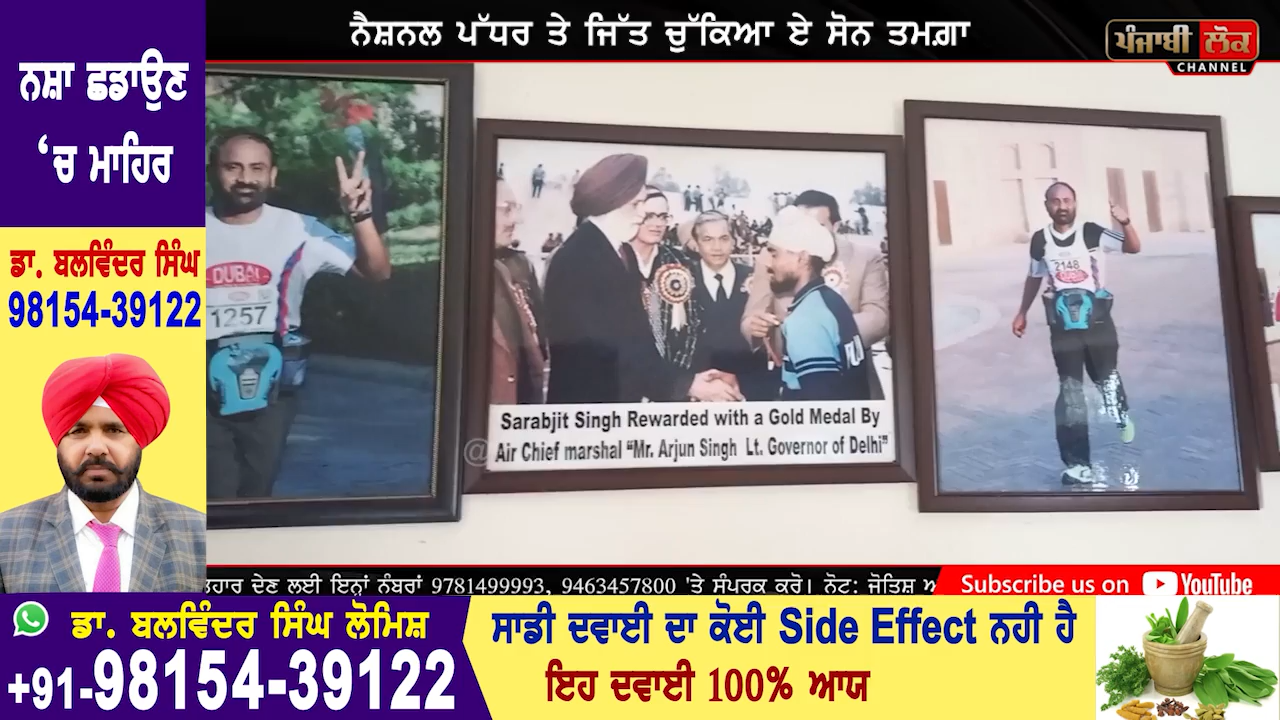 ਨੈਸ਼ਨਲ ਪੱਧਰ ਤੇ ਜਿੱਤ ਚੁੱਕਿਆ ਏ ਸੋਨ ਤਮਗ਼ਾ
ਪੰਜਾਬੀ ਲੋਕ
CHANNEL
ਨਸ਼ਾ ਛਡਾਉਣ
‘ਚ ਮਾਹਿਰ
ਡਾ. ਬਲਵਿੰਦਰ ਸਿੰਘ
98154-39122
DUBAI
1257
2148
Sarabjit Singh Rewarded with a Gold Medal By
Air Chief marshal “Mr. Arjun Singh Lt. Governor of Delhi”
ਦੇਣ ਲਈ ਇਨ੍ਹਾਂ ਨੰਬਰਾਂ 9781499993, 9463457800 'ਤੇ ਸੰਪਰਕ ਕਰੋ। ਨੋਟ: ਜੋਤਿਸ਼
Subscribe us on YouTube
ਡਾ. ਬਲਵਿੰਦਰ ਸਿੰਘ ਲੋਮਿਸ਼
+91-98154-39122
ਸਾਡੀ ਦਵਾਈ ਦਾ ਕੋਈ Side Effect ਨਹੀ ਹੈ
ਇਹ ਦਵਾਈ 100% ਆਯ